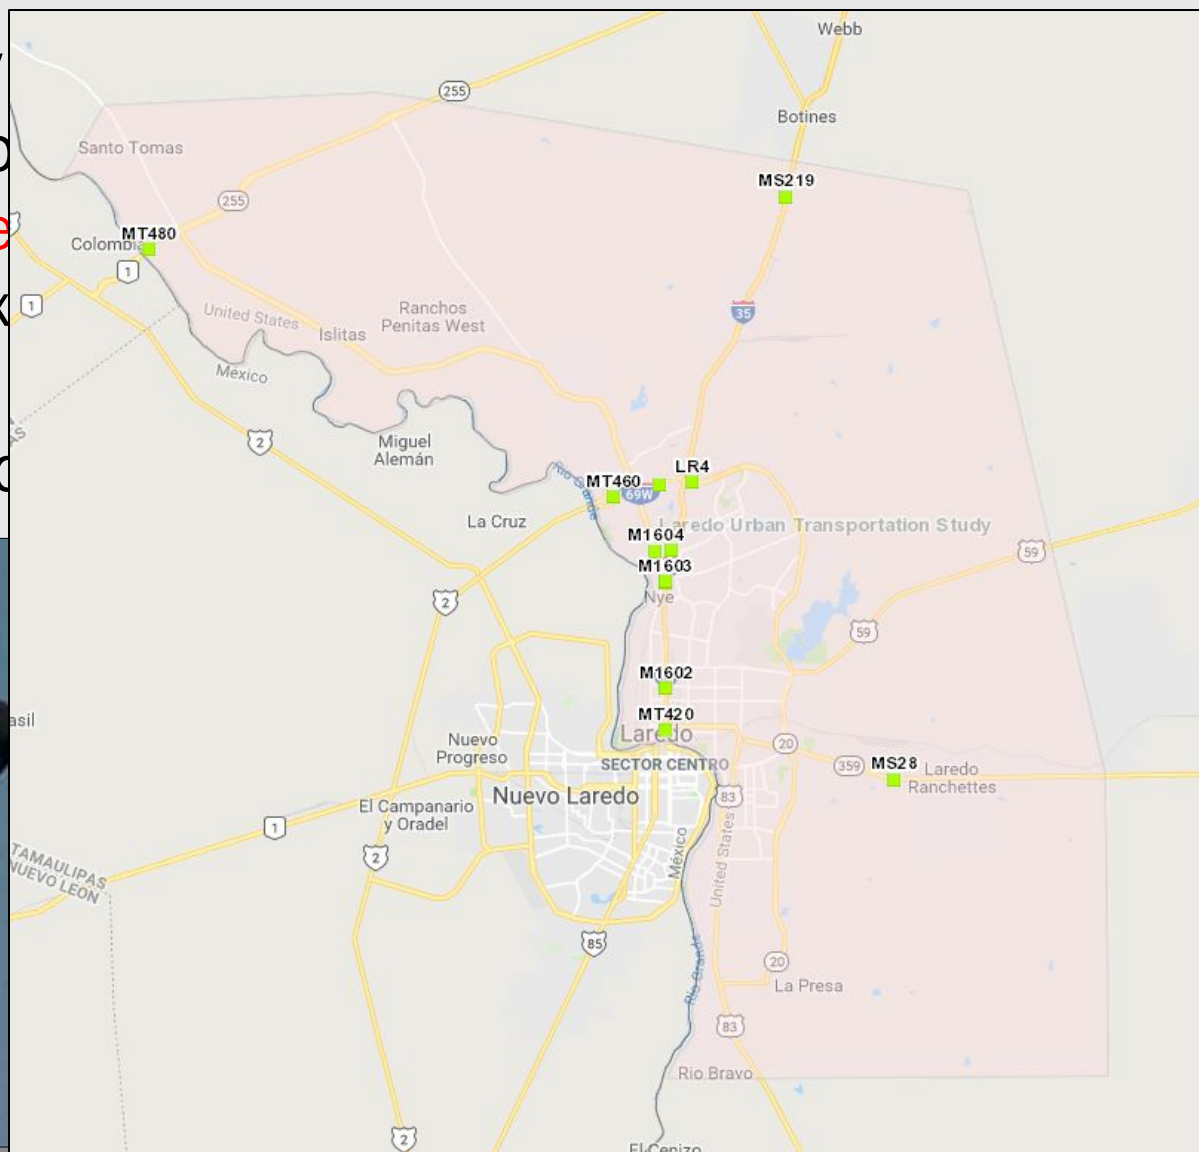 Webb
255
Botines
Santo Tomas
MS219
255
MT480
Colombia
1
1
United States
Ranchos
Penitas West
Islitas
35
México
2
Miguel
Alemán
Rio Grande
MT460
69W
LR4
La Cruz
Laredo Urban Transportation Study
M1604
59
M1603
Nye
2
59
M1602
MT420
Laredo
Nuevo
Progreso
20
SECTOR CENTRO
359
MS28
Laredo
Ranchettes
Nuevo Laredo
83
El Campanario
y Oradel
1
2
México
United States
TAMAULIPAS
NUEVO LEON
85
Rio Grande
20
La Presa
83
Rio Bravo
2
El Cenizo